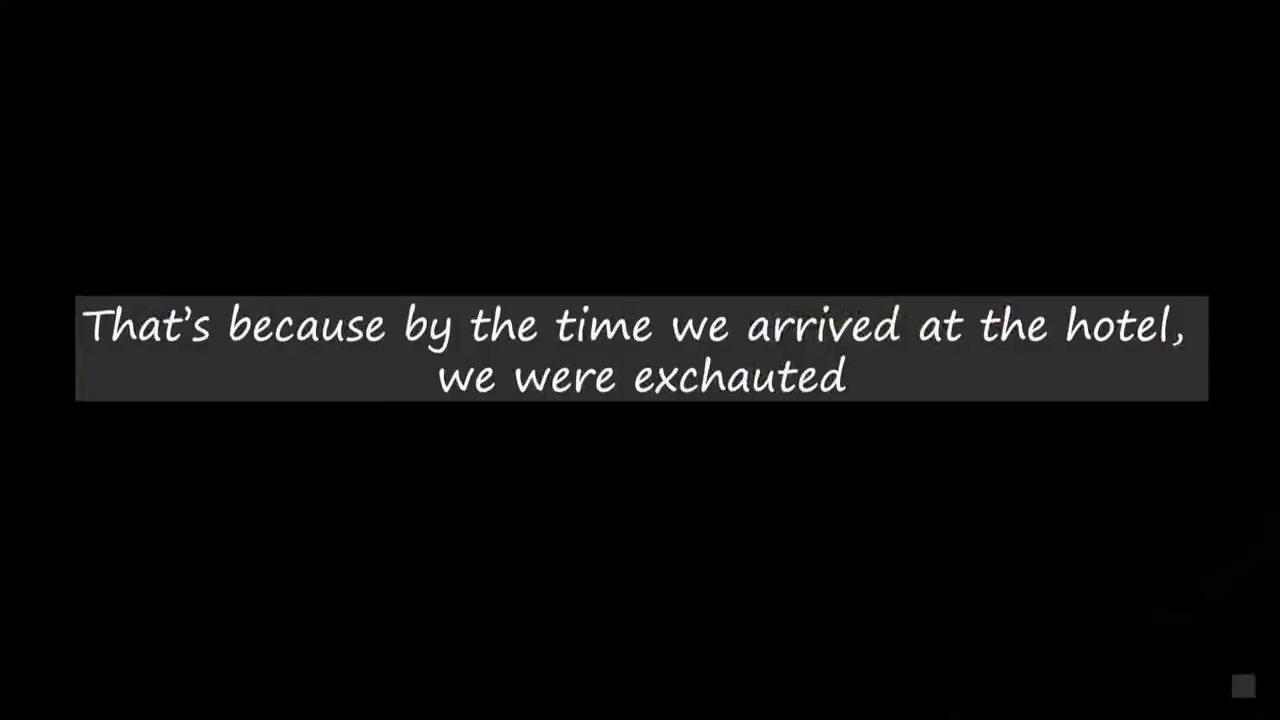 That's because by the time we arrived at the hotel,
we were exchauted